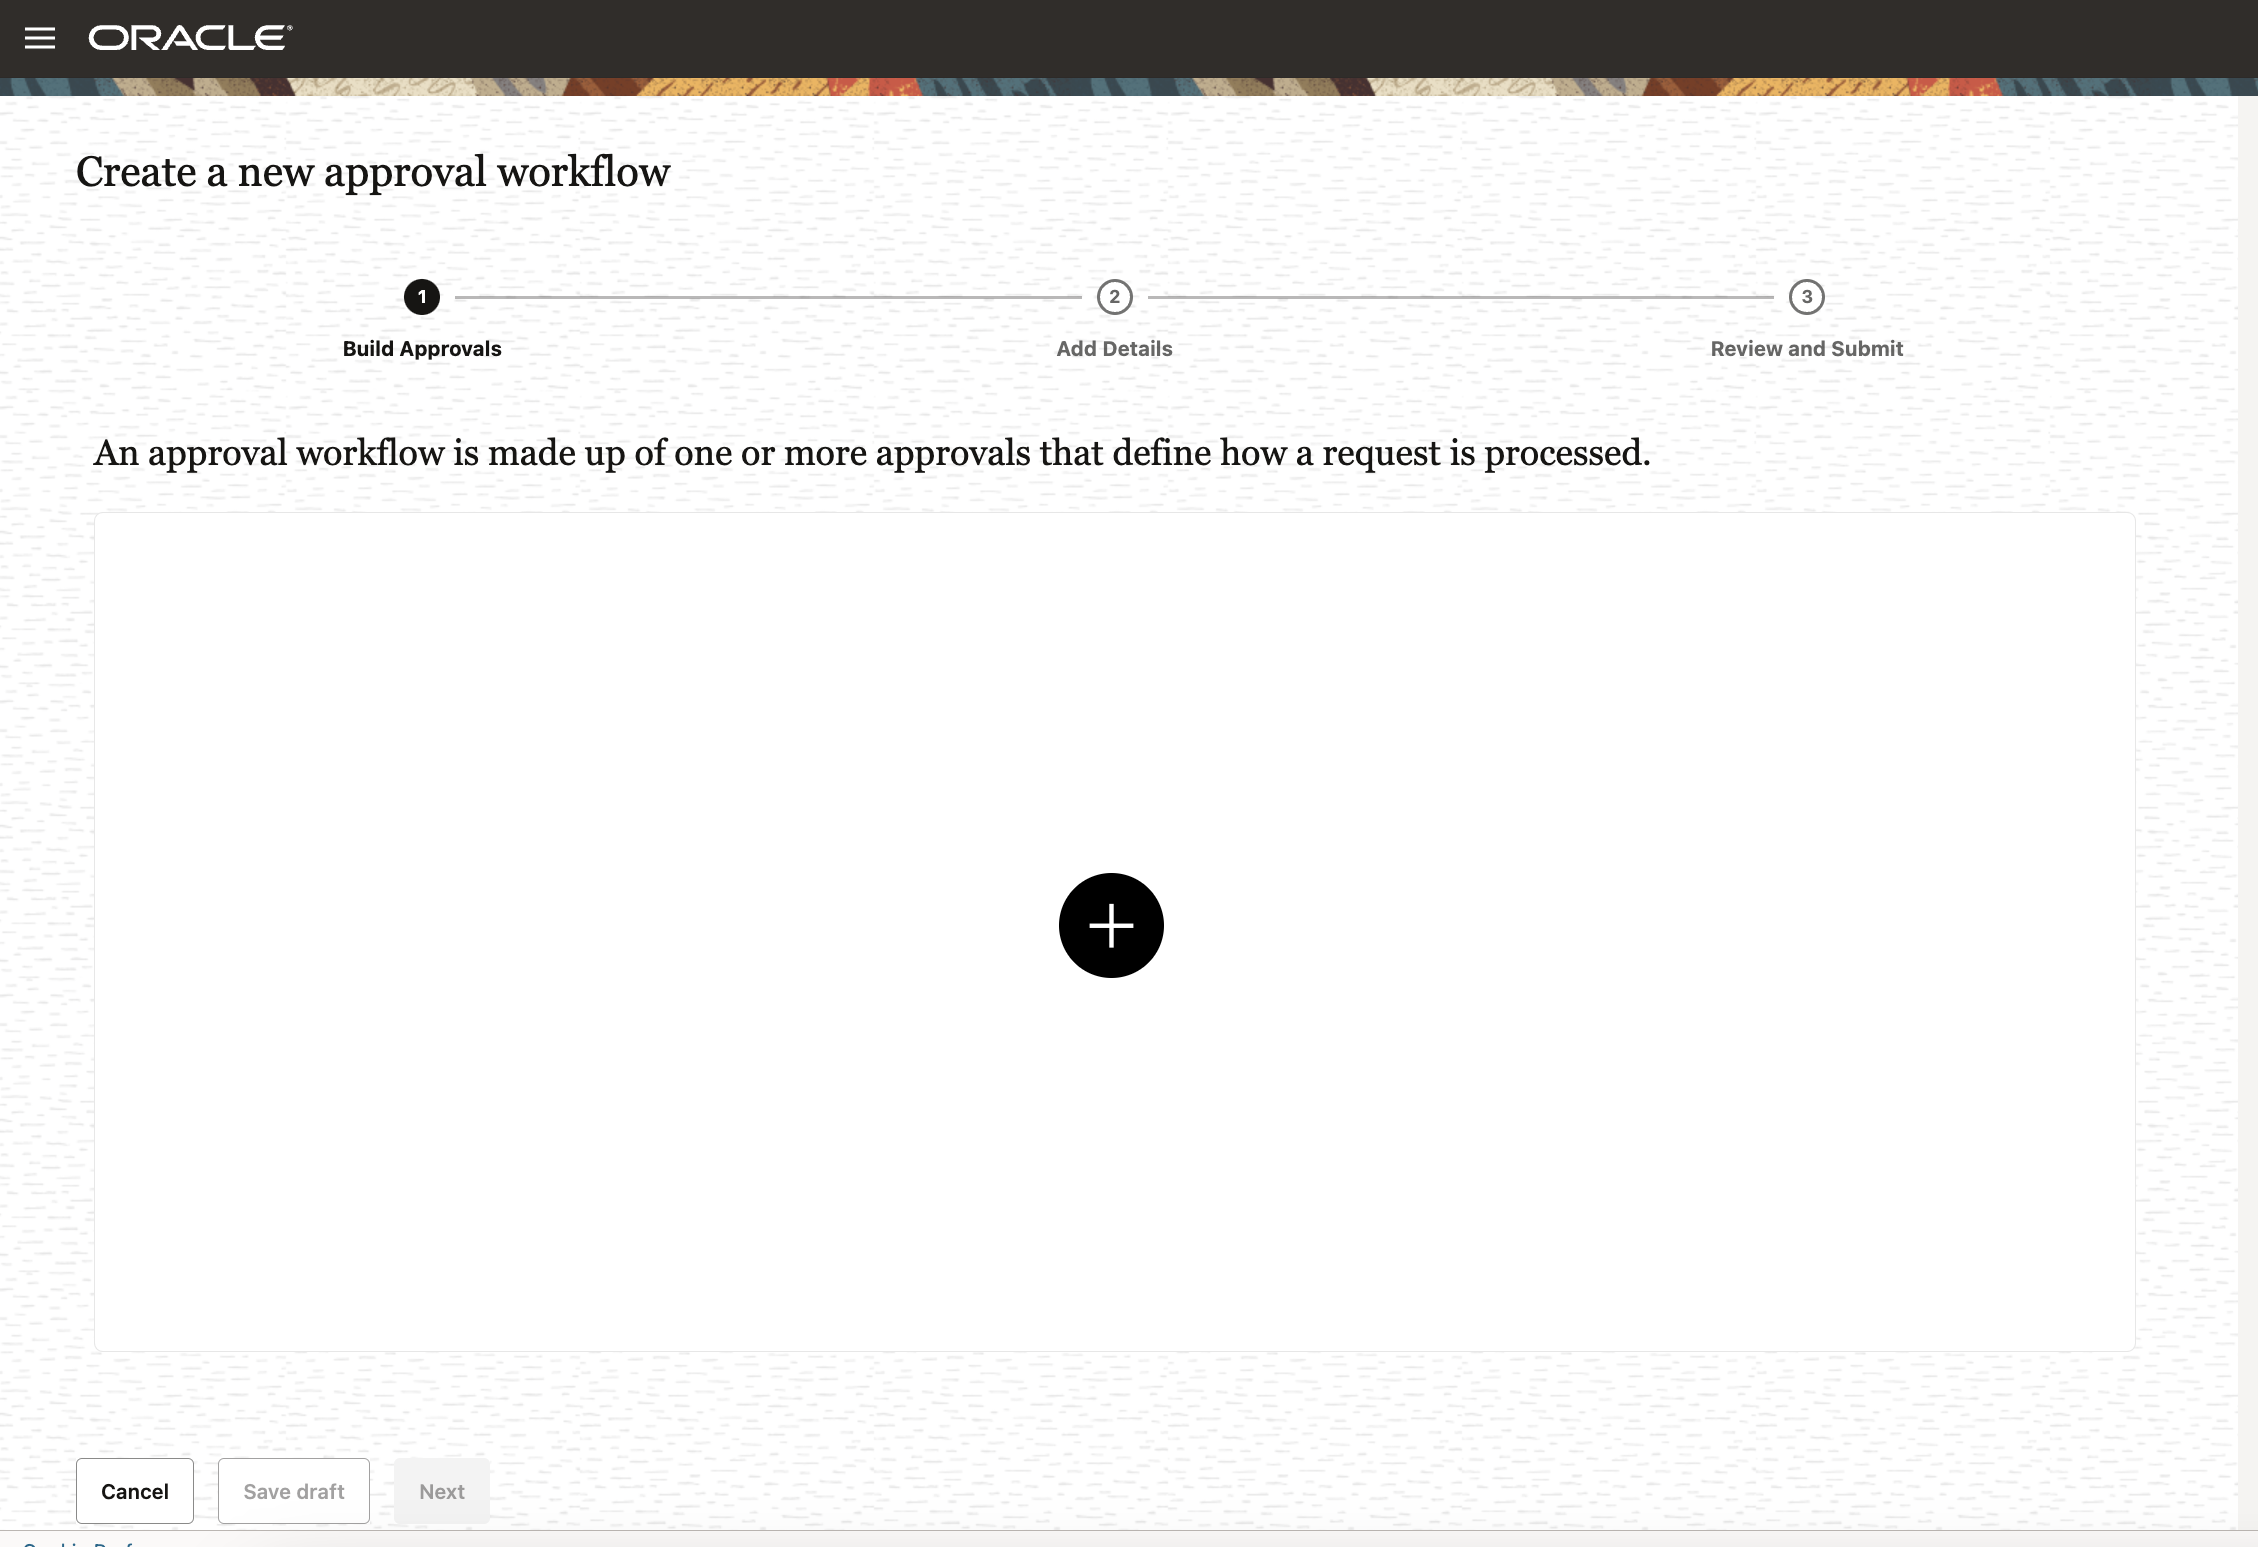 ORACLE
Create a new approval workflow
1
2
3
Build Approvals
Add Details
Review and Submit
An approval workflow is made up of one or more approvals that define how a request is processed.
Cancel
Save draft
Next